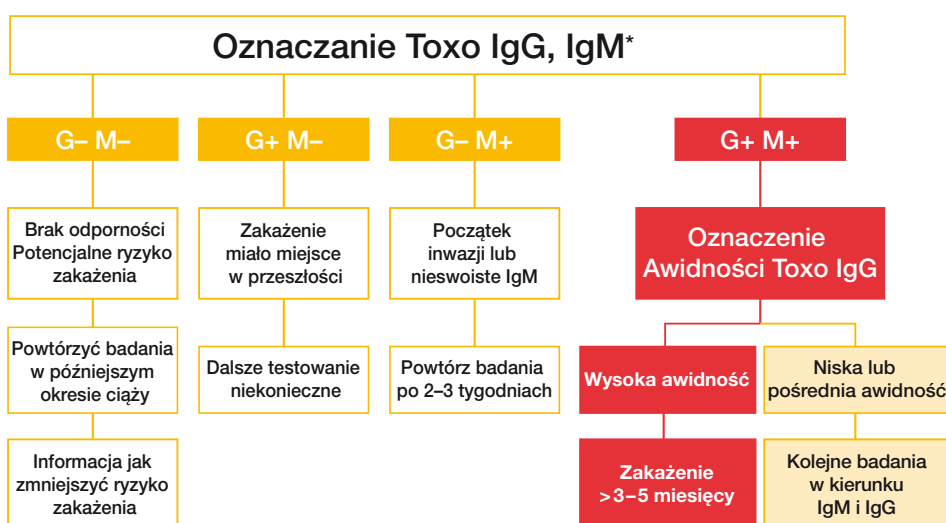 Oznaczanie Toxo IgG, IgM*
G– M–
G+ M–
G– M+
G+ M+
Brak odporności
Potencjalne ryzyko
zakażenia
Zakażenie
miało miejsce
w przeszłości
Początek
inwazji lub
nieswoiste IgM
Oznaczenie
Awidności Toxo IgG
Powtórzyć badania
w późniejszym
okresie ciąży
Dalsze testowanie
niekonieczne
Powtórz badania
po 2–3 tygodniach
Wysoka awidność
Niska lub
pośrednia awidność
Informacja jak
zmniejszyć ryzyko
zakażenia
Zakażenie
>3–5 miesięcy
Kolejne badania
w kierunku
IgM i IgG